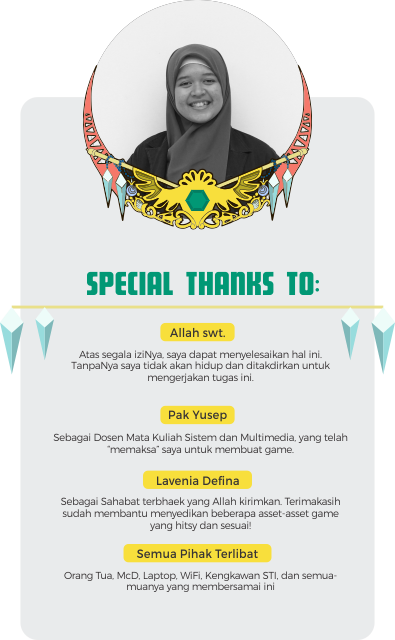 SPECIAL THANKS TO:
Allah swt.
Atas segala iziNya, saya dapat menyelesaikan hal ini.
TanpaNya saya tidak akan hidup dan ditakdirkan untuk
mengerjakan tugas ini.
Pak Yusep
Sebagai Dosen Mata Kuliah Sistem dan Multimedia, yang telah
"memaksa" saya untuk membuat game.
Lavenia Defina
Sebagai Sahabat terbhaek yang Allah kirimkan. Terimakasih
sudah membantu menyedikan beberapa asset-asset game
yang hitsy dan sesuai!
Semua Pihak Terlibat
Orang Tua, McD, Laptop, WiFi, Kengkawan STI, dan semua-
muanya yang membersamai ini